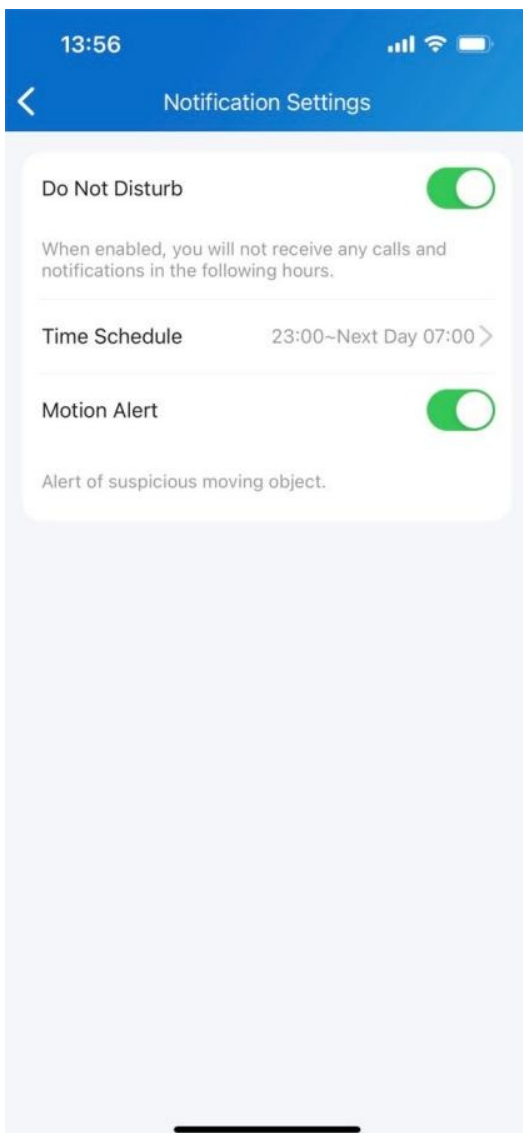 13:56
Notification Settings
Do Not Disturb
When enabled, you will not receive any calls and
notifications in the following hours.
Time Schedule 23:00~Next Day 07:00
Motion Alert
Alert of suspicious moving object.